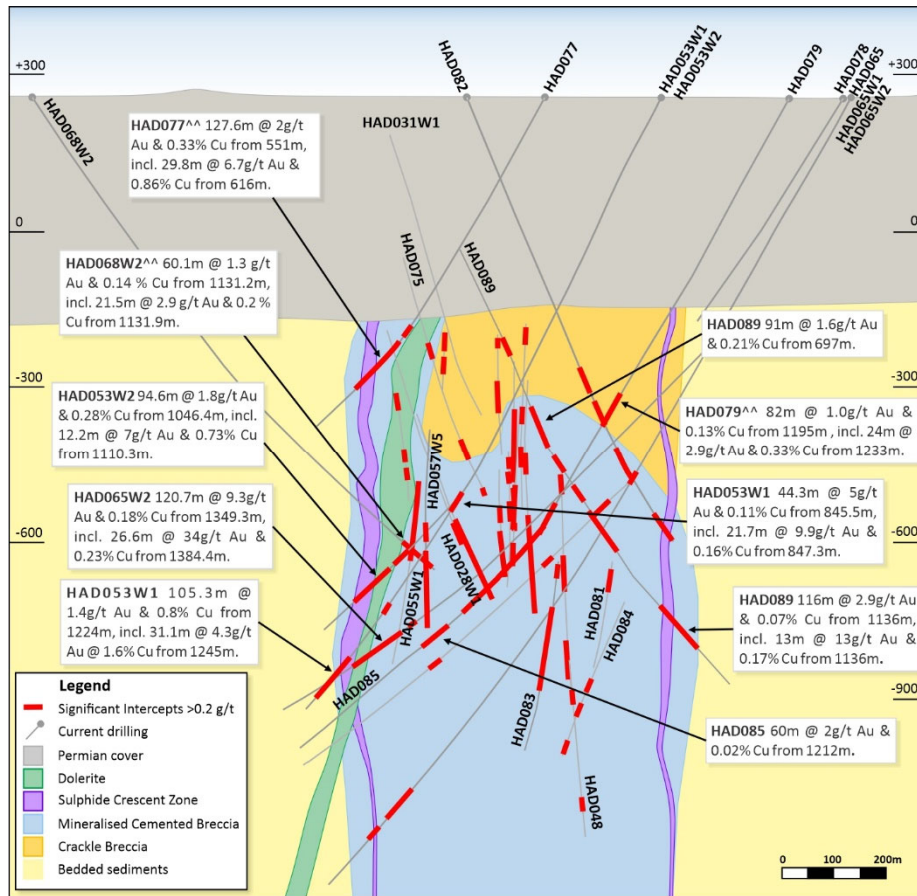 HAD068W2
HAD082
HAD077
HAD053W1
HAD053W2
HAD079
HAD078
HAD065
HAD065W1
HAD065W2
+300
+300
0
0
-300
-300
-600
-600
-900
HAD077^^ 127.6m @ 2g/t
Au & 0.33% Cu from 551m,
incl. 29.8m @ 6.7g/t Au &
0.86% Cu from 616m.
HAD031W1
HAD075
HAD089
HAD068W2^^ 60.1m @ 1.3 g/t
Au & 0.14 % Cu from 1131.2m,
incl. 21.5m @ 2.9 g/t Au & 0.2 %
Cu from 1131.9m.
HAD053W2 94.6m @ 1.8g/t Au
& 0.28% Cu from 1046.4m, incl.
12.2m @ 7g/t Au & 0.73% Cu
from 1110.3m.
HAD065W2 120.7m @ 9.3g/t
Au & 0.18% Cu from 1349.3m,
incl. 26.6m @ 34g/t Au &
0.23% Cu from 1384.4m.
HAD053W1 105.3m @
1.4g/t Au & 0.8% Cu from
1224m, incl. 31.1m @ 4.3g/t
Au @ 1.6% Cu from 1245m.
HAD089 91m @ 1.6g/t Au
& 0.21% Cu from 697m.
HAD079^^ 82m @ 1.0g/t Au &
0.13% Cu from 1195m , incl. 24m @
2.9g/t Au & 0.33% Cu from 1233m.
HAD053W1 44.3m @ 5g/t
Au & 0.11% Cu from 845.5m,
incl. 21.7m @ 9.9g/t Au &
0.16% Cu from 847.3m.
HAD089 116m @ 2.9g/t Au
& 0.07% Cu from 1136m,
incl. 13m @ 13g/t Au &
0.17% Cu from 1136m.
HAD085 60m @ 2g/t Au &
0.02% Cu from 1212m.
HAD057W5
HAD055W1
HAD085
HAD081
HAD084
HAD083
HAD048
Legend
Significant Intercepts >0.2 g/t
Current drilling
Permian cover
Dolerite
Sulphide Crescent Zone
Mineralised Cemented Breccia
Crackle Breccia
Bedded sediments
0 100 200m